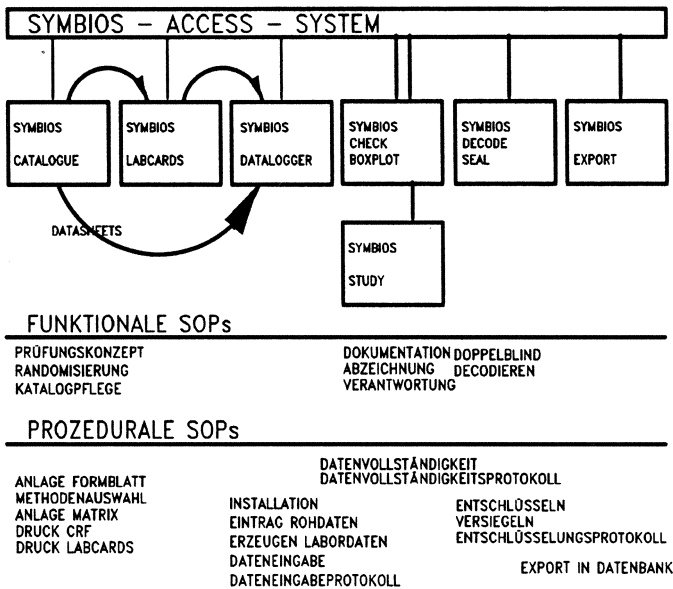 SYMBIOS – ACCESS – SYSTEM
SYMBIOS
CATALOGUE
SYMBIOS
LABCARDS
SYMBIOS
DATALOGGER
SYMBIOS
CHECK
BOXPLOT
SYMBIOS
DECODE
SEAL
SYMBIOS
EXPORT
DATASHEETS
SYMBIOS
STUDY
FUNKTIONALE SOPs
PRÜFUNGSKONZEPT
RANDOMISIERUNG
KATALOGPFLEGE
DOKUMENTATION
ABZEICHNUNG
VERANTWORTUNG
DOPPELBLIND
DECODIEREN
PROZEDURALE SOPs
ANLAGE FORMBLATT
METHODENAUSWAHL
ANLAGE MATRIX
DRUCK CRF
DRUCK LABCARDS
DATENVOLLSTÄNDIGKEIT
DATENVOLLSTÄNDIGKEITSPROTOKOLL
INSTALLATION
EINTRAG ROHDATEN
ERZEUGEN LABORDATEN
DATENEINGABE
DATENEINGABEPROTOKOLL
ENTSCHLÜSSELN
VERSIEGELN
ENTSCHLÜSSELUNGSPROTOKOLL
EXPORT IN DATENBANK